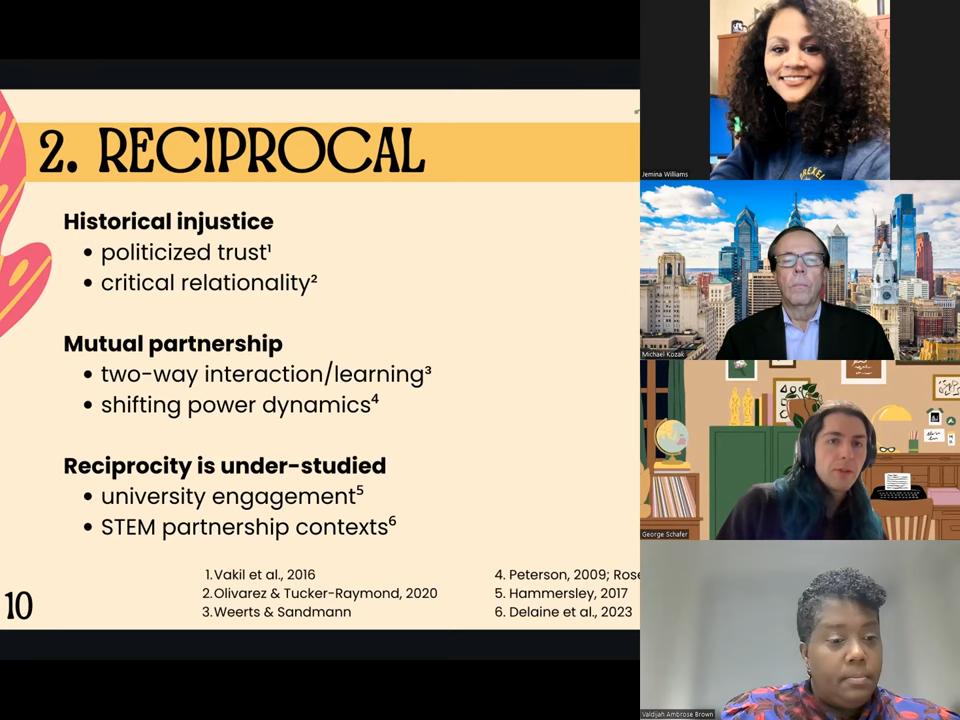 2. RECIPROCAL
Historical injustice
• politicized trust¹
• critical relationality²
Mutual partnership
• two-way interaction/learning³
• shifting power dynamics⁴
Reciprocity is under-studied
• university engagement⁵
• STEM partnership contexts⁶
1. Vakil et al., 2016
2. Olivarez & Tucker-Raymond, 2020
3. Weerts & Sandmann
4. Peterson, 2009; Rose
5. Hammersley, 2017
6. Delaine et al., 2023
10
DREXEL
Jemina Williams
Michael Kozak
George Schafer
Valdijah Ambrose Brown